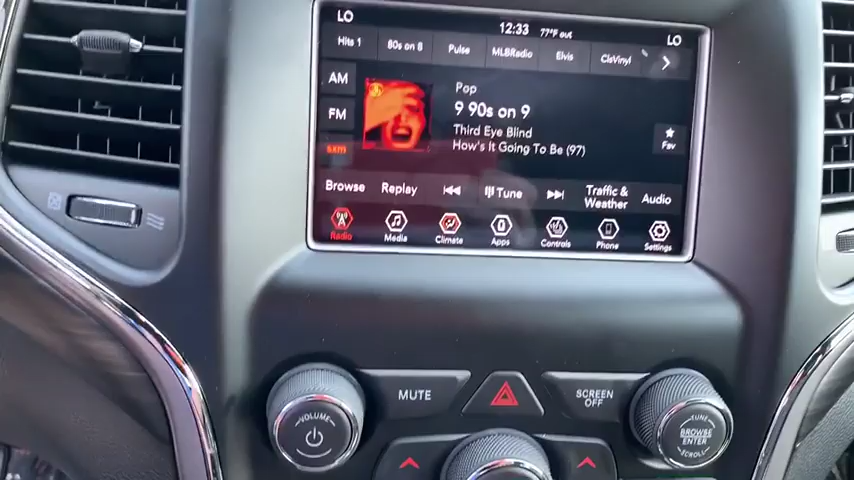 LO 12:33 77°F out LO
Hits 1 80s on 8 Pulse MLBRadio Elvis ClsVinyl
AM
FM
sxm
Pop
9 90s on 9
Third Eye Blind
How's It Going To Be (97)
Fav
Browse Replay Tune Traffic & Weather Audio
Radio Media Climate Apps Controls Phone Settings
VOLUME
MUTE
SCREEN
OFF
TUNE
BROWSE
ENTER
SCROLL